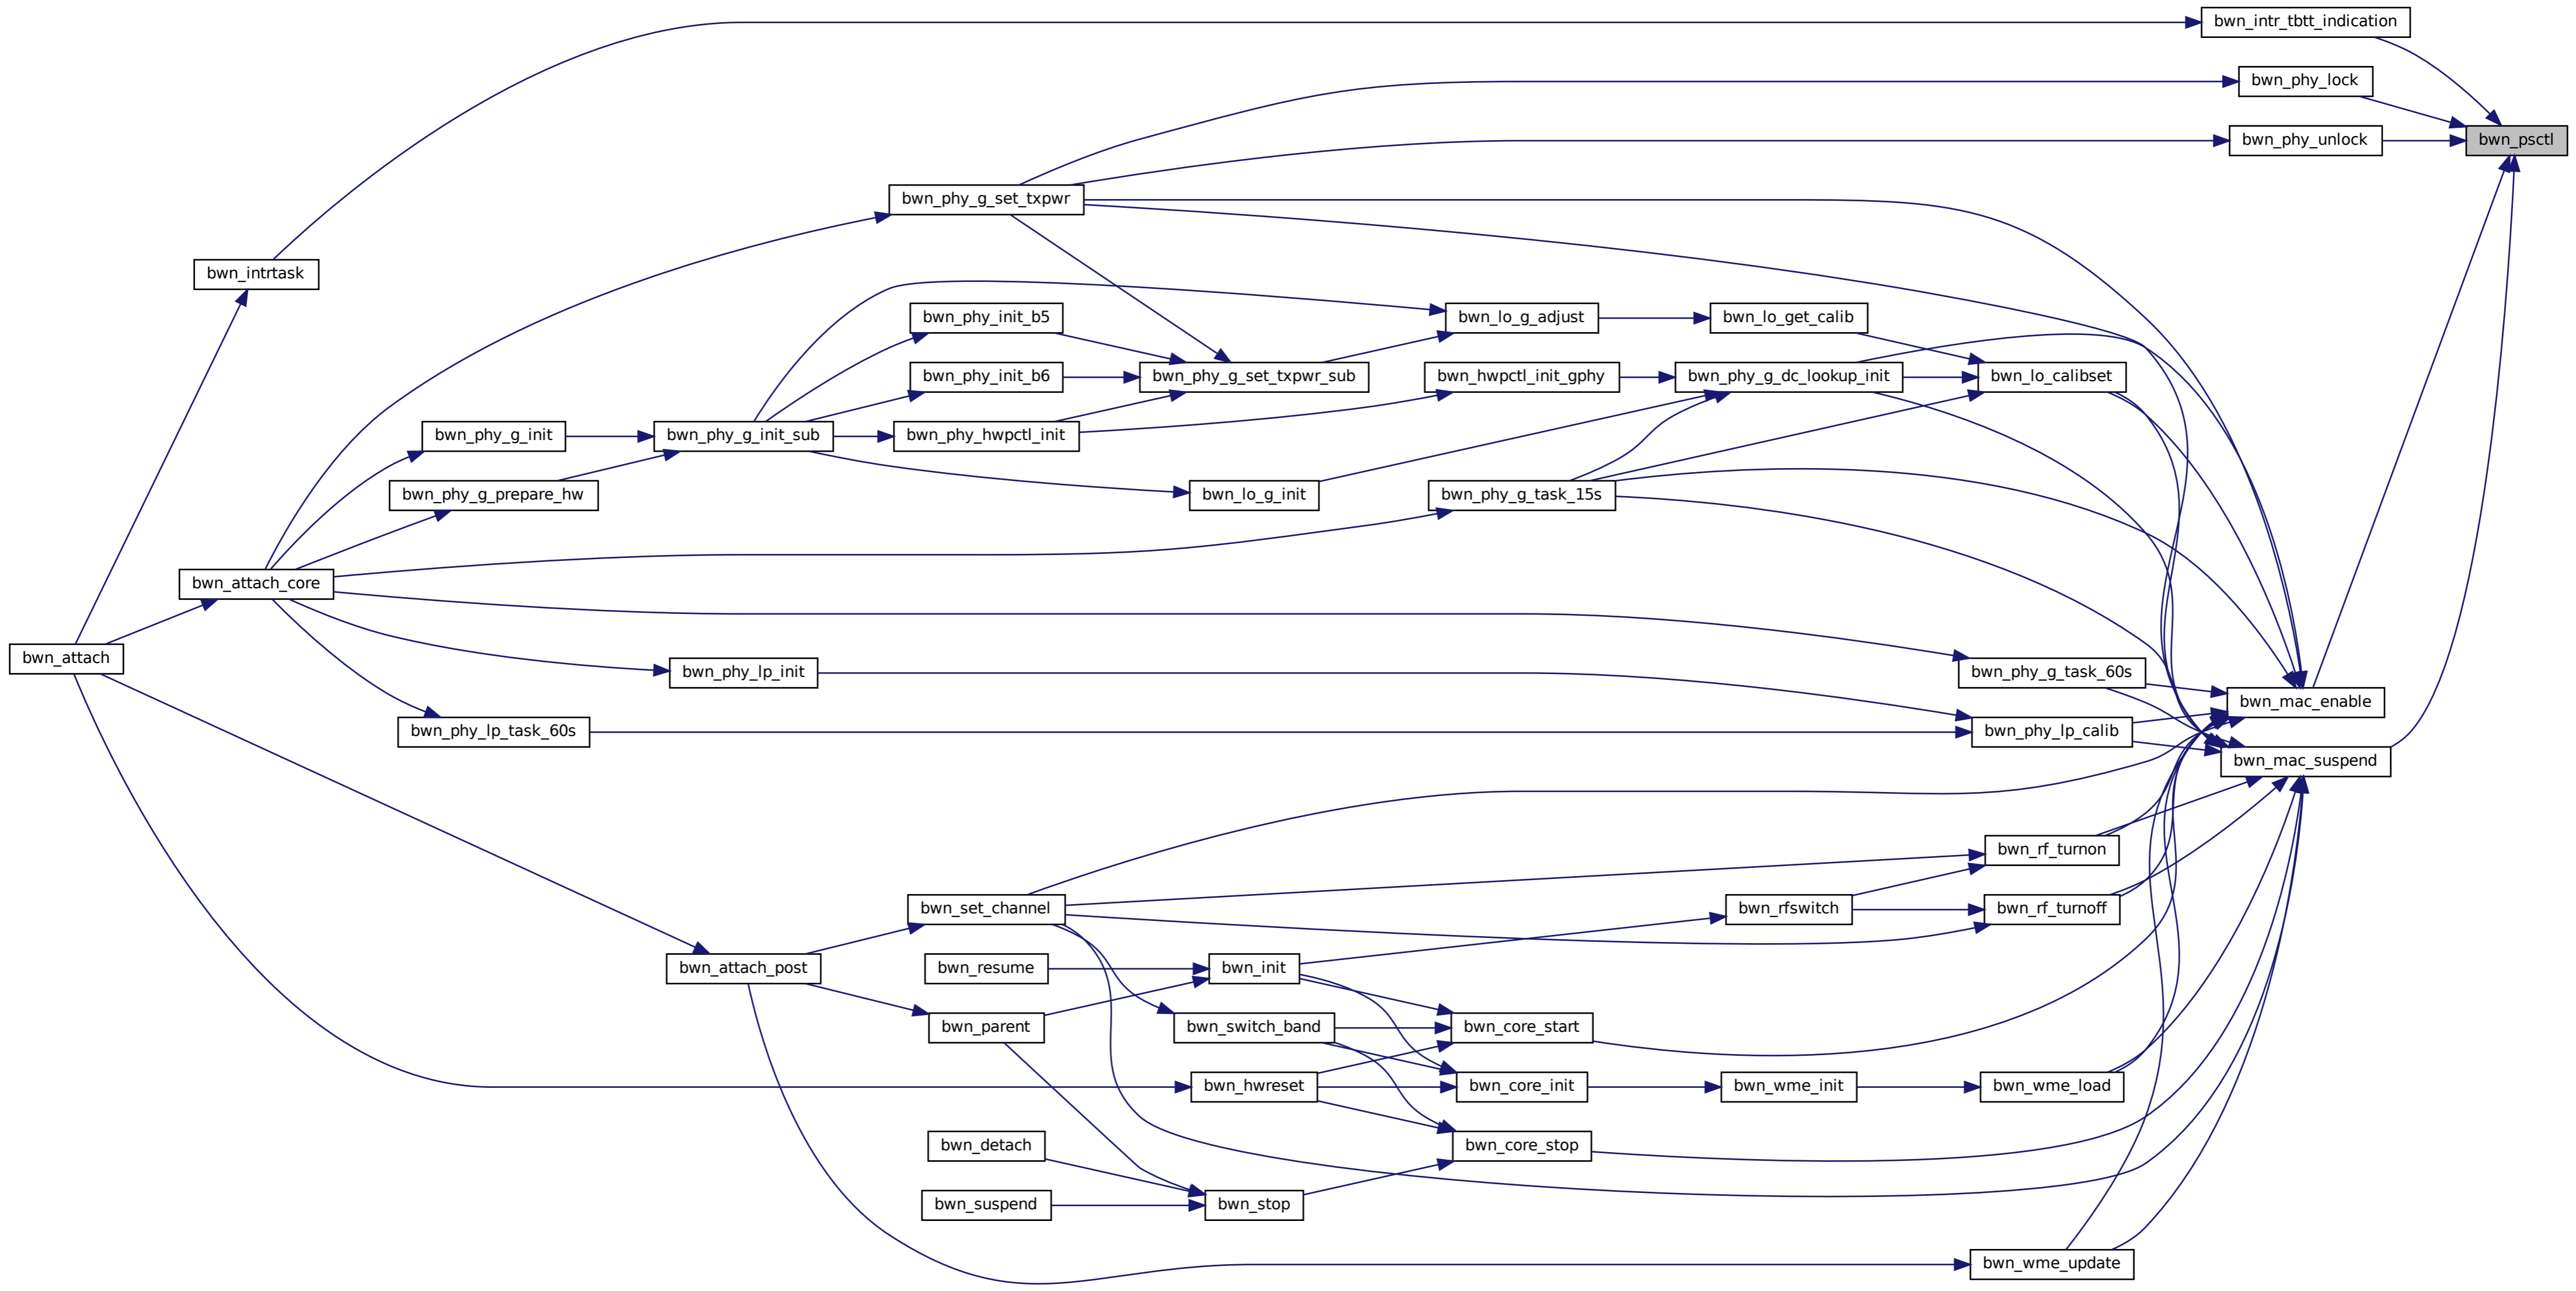 bwn_intr_tbtt_indication
bwn_phy_lock
bwn_phy_unlock
bwn_psctl
bwn_phy_g_set_txpwr
bwn_intrtask
bwn_phy_init_b5
bwn_lo_g_adjust
bwn_lo_get_calib
bwn_phy_init_b6
bwn_phy_g_set_txpwr_sub
bwn_hwpctl_init_gphy
bwn_phy_g_dc_lookup_init
bwn_lo_calibset
bwn_phy_g_init
bwn_phy_g_init_sub
bwn_phy_hwpctl_init
bwn_phy_g_prepare_hw
bwn_lo_g_init
bwn_phy_g_task_15s
bwn_attach_core
bwn_attach
bwn_phy_lp_init
bwn_phy_g_task_60s
bwn_mac_enable
bwn_phy_lp_task_60s
bwn_phy_lp_calib
bwn_mac_suspend
bwn_rf_turnon
bwn_set_channel
bwn_rfswitch
bwn_rf_turnoff
bwn_attach_post
bwn_resume
bwn_init
bwn_parent
bwn_switch_band
bwn_core_start
bwn_hwreset
bwn_core_init
bwn_wme_init
bwn_wme_load
bwn_detach
bwn_core_stop
bwn_suspend
bwn_stop
bwn_wme_update